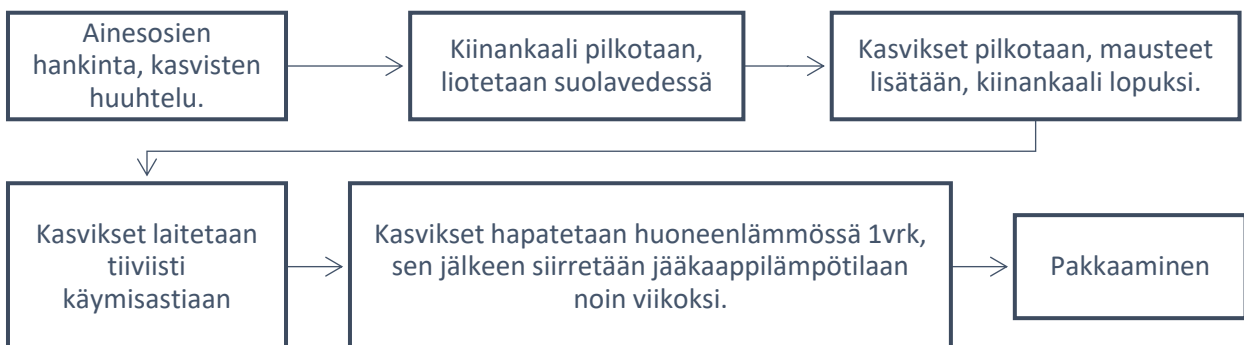 Ainesosien
hankinta, kasvisten
huuhtelu.
Kiinankaali pilkotaan,
liotetaan suolavedessä
Kasvikset pilkotaan, mausteet
lisätään, kiinankaali lopuksi.
Kasvikset laitetaan
tiiviisti
käymisastiaan
Kasvikset hapatetaan huoneenlämmössä 1vrk,
sen jälkeen siirretään jääkaappilämpötilaan
noin viikoksi.
Pakkaaminen